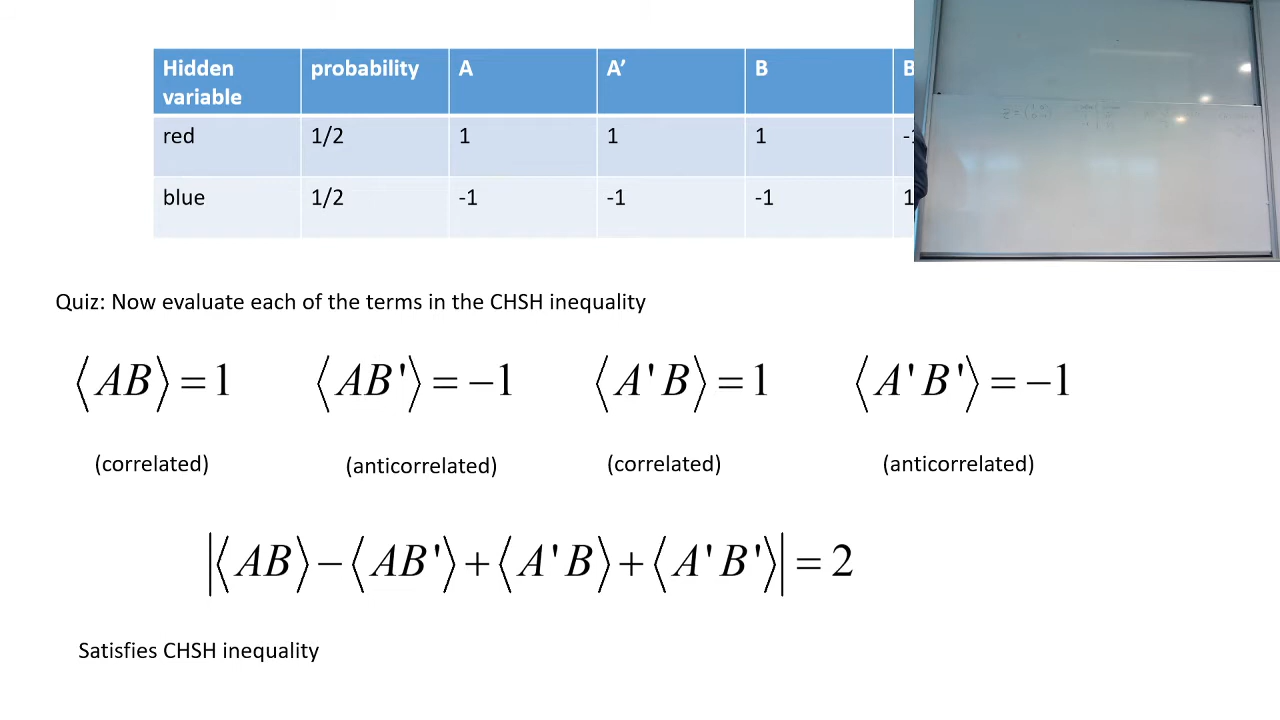 Hidden variable probability A A’ B B
red 1/2 1 1 1 -1
blue 1/2 -1 -1 -1 1
Quiz: Now evaluate each of the terms in the CHSH inequality
⟨AB⟩ = 1 ⟨AB'⟩ = −1 ⟨A'B⟩ = 1 ⟨A'B'⟩ = −1
(correlated) (anticorrelated) (correlated) (anticorrelated)
|⟨AB⟩ − ⟨AB'⟩ + ⟨A'B⟩ + ⟨A'B'⟩| = 2
Satisfies CHSH inequality